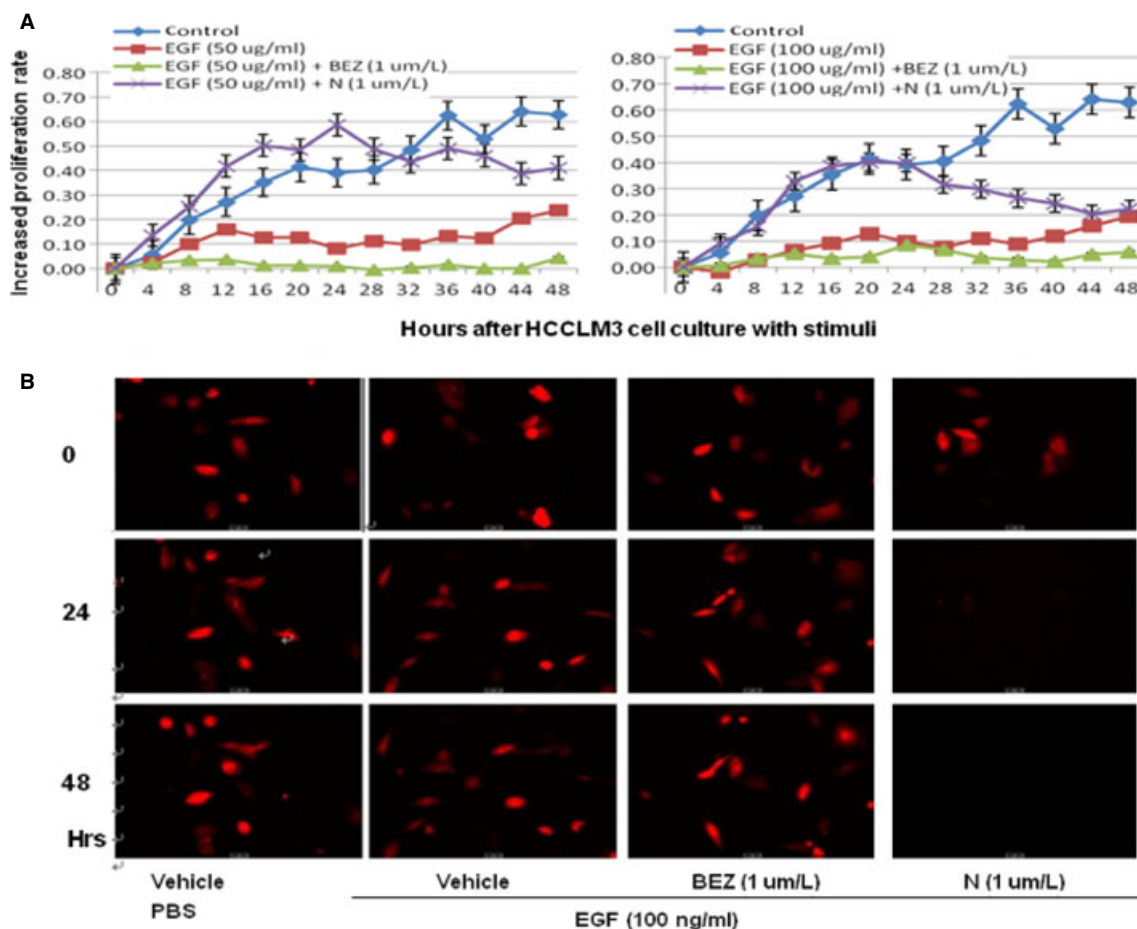 A
Control
EGF (50 ug/ml)
EGF (50 ug/ml) + BEZ (1 um/L)
EGF (50 ug/ml) + N (1 um/L)
Increased proliferation rate
0.80
0.70
0.60
0.50
0.40
0.30
0.20
0.10
0.00
0 4 8 12 16 20 24 28 32 36 40 44 48
Control
EGF (100 ug/ml)
EGF (100 ug/ml) +BEZ (1 um/L)
EGF (100 ug/ml) +N (1 um/L)
0.80
0.70
0.60
0.50
0.40
0.30
0.20
0.10
0.00
0 4 8 12 16 20 24 28 32 36 40 44 48
Hours after HCCLM3 cell culture with stimuli
B
0
24
48
Hrs
Vehicle Vehicle BEZ (1 um/L) N (1 um/L)
PBS EGF (100 ng/ml)